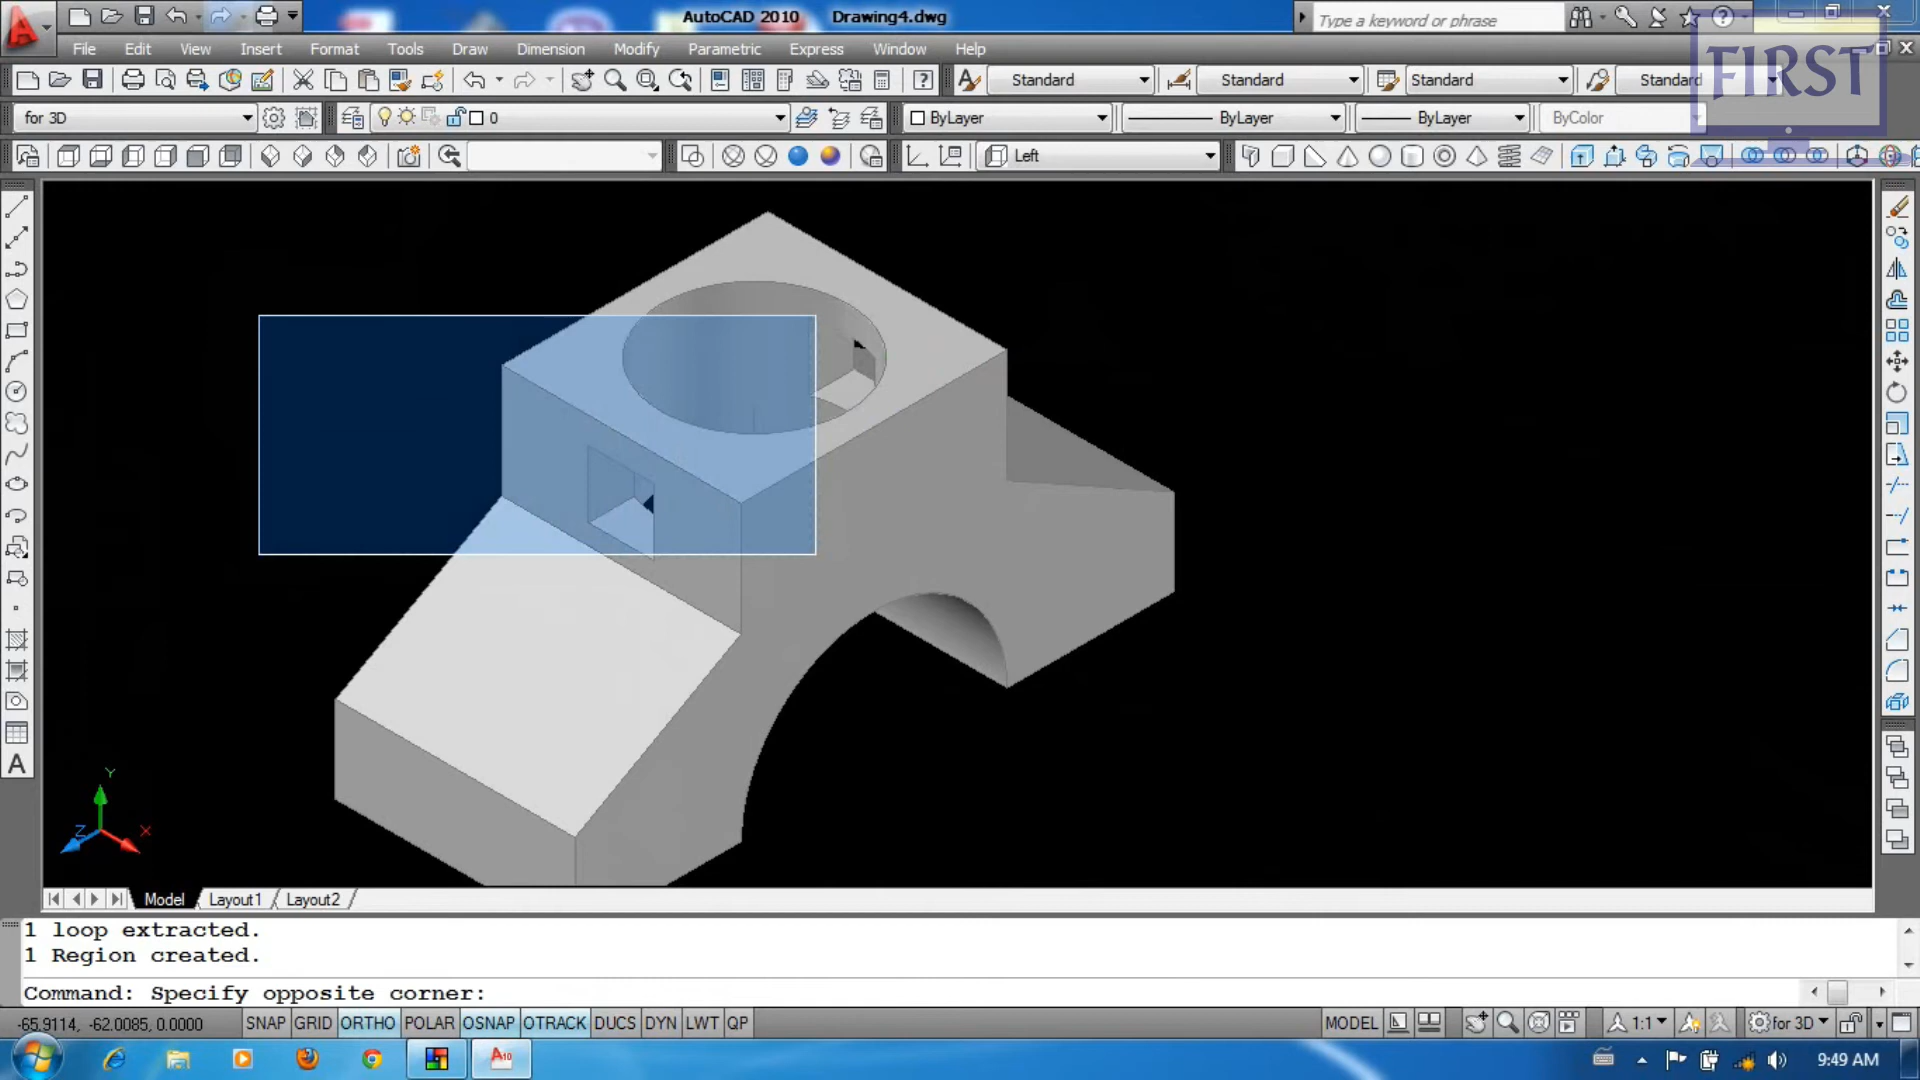 AutoCAD 2010 Drawing4.dwg
Type a keyword or phrase
File Edit View Insert Format Tools Draw Dimension Modify Parametric Express Window Help
Standard Standard Standard Standard
FIRST
for 3D 0 ByLayer ByLayer ByLayer ByColor
Left
Y
Z X
Model Layout1 Layout2
1 loop extracted.
1 Region created.
Command: Specify opposite corner:
-65.9114, -62.0085, 0.0000 SNAP GRID ORTHO POLAR OSNAP OTRACK DUCS DYN LWT QP MODEL 1:1 for 3D
9:49 AM